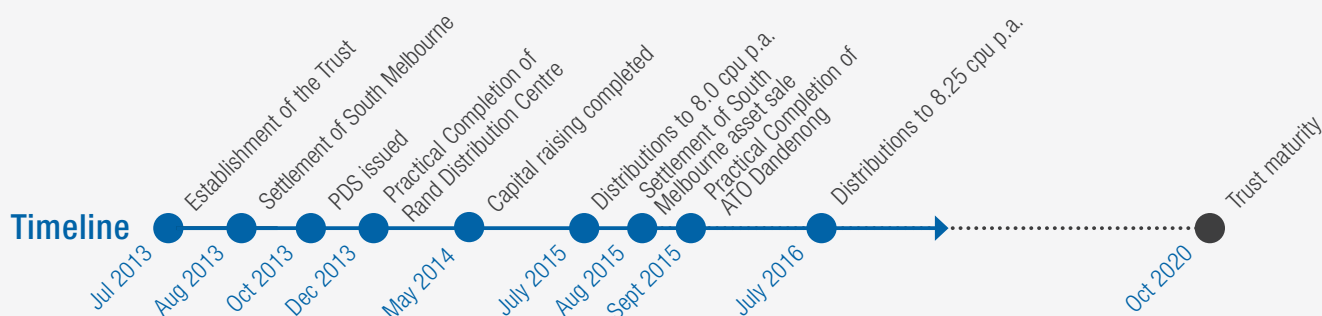 Timeline
Establishment of the Trust
Jul 2013
Settlement of South Melbourne
Aug 2013
PDS issued
Oct 2013
Practical Completion of
Rand Distribution Centre
Dec 2013
Capital raising completed
May 2014
Distributions to 8.0 cpu p.a.
July 2015
Settlement of South
Melbourne asset sale
Aug 2015
Practical Completion of
ATO Dandenong
Sept 2015
Distributions to 8.25 cpu p.a.
July 2016
Trust maturity
Oct 2020